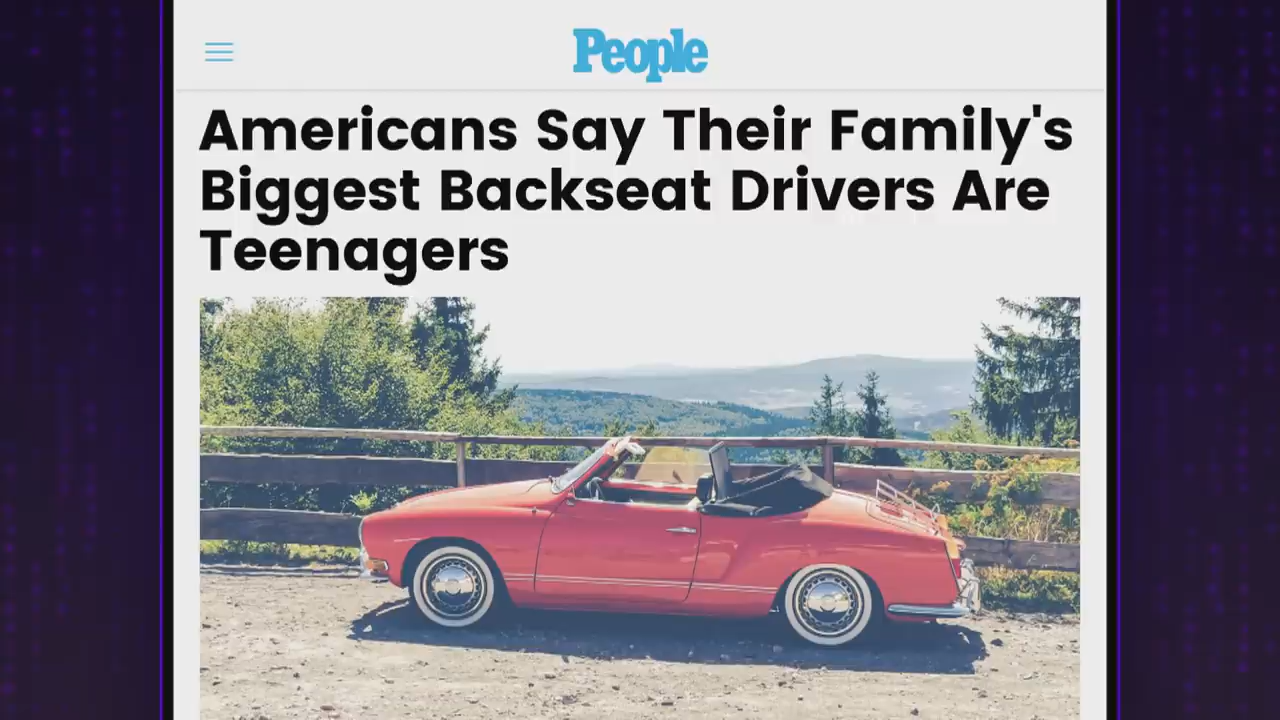 People
Americans Say Their Family's
Biggest Backseat Drivers Are
Teenagers